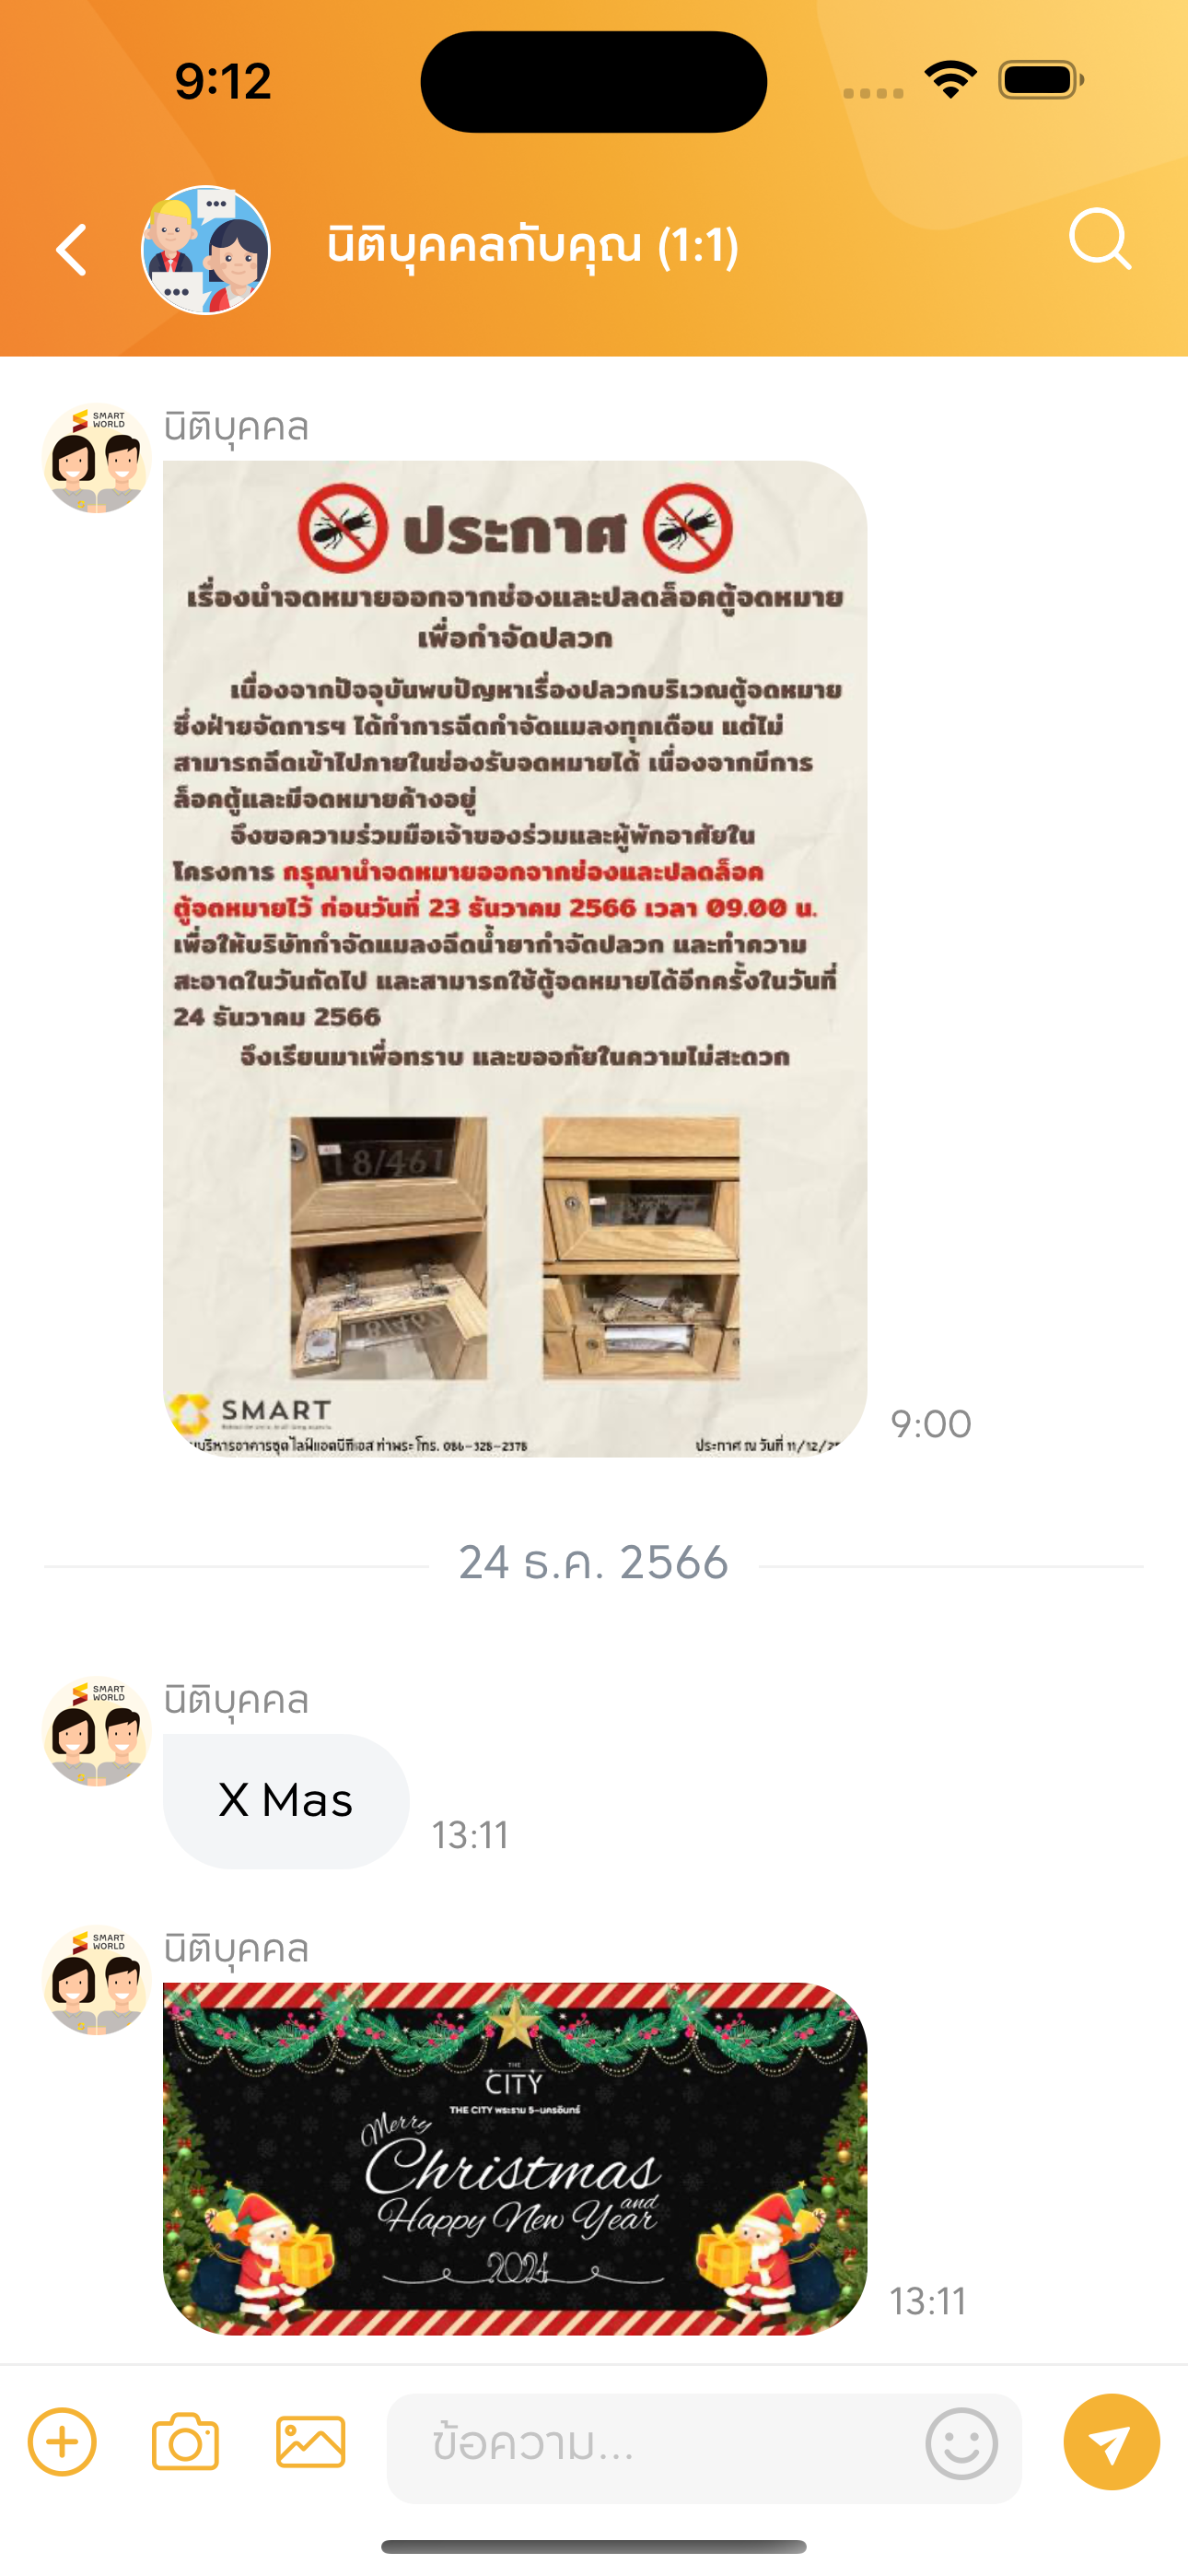 9:12
นิติบุคคลกับคุณ (1:1)
SMART
WORLD
นิติบุคคล
ประกาศ
เรื่องนำจดหมายออกจากช่องและปลดล็อคตู้จดหมาย
เพื่อกำจัดปลวก
เนื่องจากปัจจุบันพบปัญหาเรื่องปลวกบริเวณตู้จดหมาย
ซึ่งฝ่ายจัดการฯ ได้ทำการฉีดกำจัดแมลงทุกเดือน แต่ไม่
สามารถฉีดเข้าไปภายในช่องรับจดหมายได้ เนื่องจากมีการ
ล็อคตู้และมีจดหมายค้างอยู่
จึงขอความร่วมมือเจ้าของร่วมและผู้พักอาศัยใน
โครงการ กรุณานำจดหมายออกจากช่องและปลดล็อค
ตู้จดหมายไว้ ก่อนวันที่ 23 ธันวาคม 2566 เวลา 09.00 น.
เพื่อให้บริษัทกำจัดแมลงฉีดน้ำยากำจัดปลวก และทำความ
สะอาดในวันถัดไป และสามารถใช้ตู้จดหมายได้อีกครั้งในวันที่
24 ธันวาคม 2566
จึงเรียนมาเพื่อทราบ และขออภัยในความไม่สะดวก
18/461
18/462
SMART
บริหารอาคารชุด ไลฟ์แอดบีทีเอส ท่าพระ โทร. 086-328-2378
ประกาศ ณ วันที่ 11/12/
9:00
24 ธ.ค. 2566
SMART
WORLD
นิติบุคคล
X Mas
13:11
SMART
WORLD
นิติบุคคล
THE
CITY
THE CITY พระราม 5-นครอินทร์
Merry
Christmas
and
Happy New Year
2024
13:11
ข้อความ...